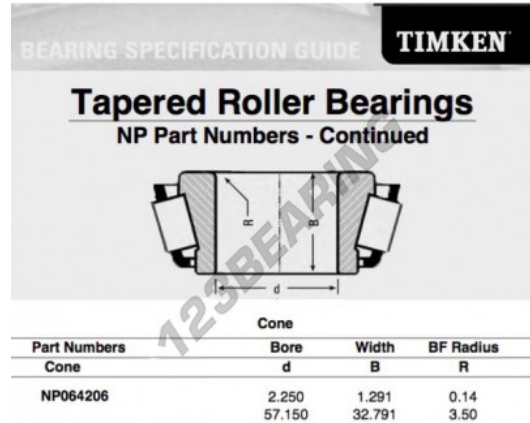 BEARING SPECIFICATION GUIDE
TIMKEN
Tapered Roller Bearings
NP Part Numbers - Continued
R
B
d
123BEARING
Cone
Part Numbers Bore Width BF Radius
Cone d B R
NP064206 2.250 1.291 0.14
57.150 32.791 3.50